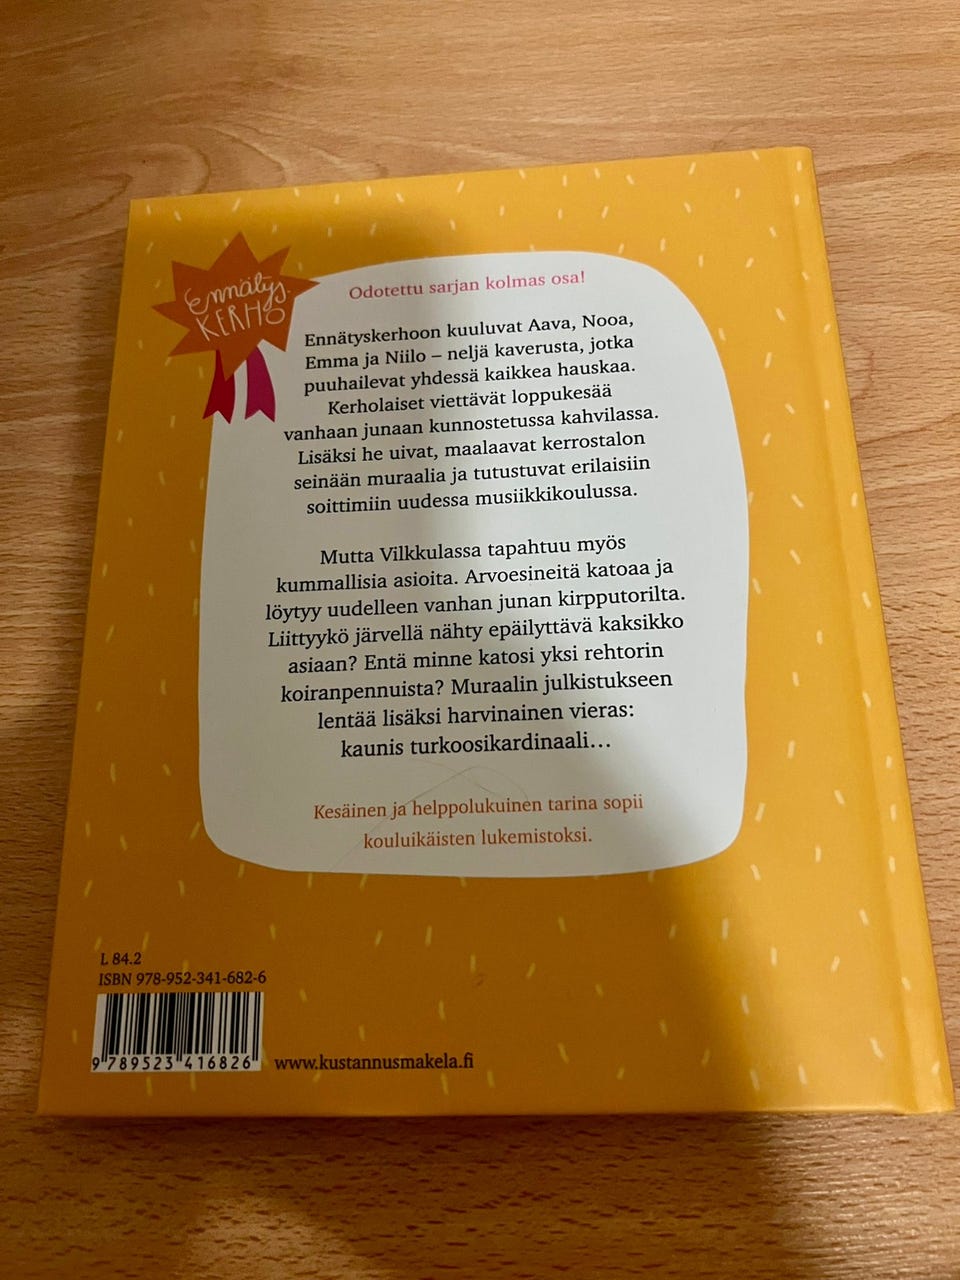 Ennätys-
KERHO
Odotettu sarjan kolmas osa!
Ennätyskerhoon kuuluvat Aava, Nooa,
Emma ja Niilo – neljä kaverusta, jotka
puuhailevat yhdessä kaikkea hauskaa.
Kerholaiset viettävät loppukesää
vanhaan junaan kunnostetussa kahvilassa.
Lisäksi he uivat, maalaavat kerrostalon
seinään muraalia ja tutustuvat erilaisiin
soittimiin uudessa musiikkikoulussa.
Mutta Vilkkulassa tapahtuu myös
kummallisia asioita. Arvoesineitä katoaa ja
löytyy uudelleen vanhan junan kirpputorilta.
Liittyykö järvellä nähty epäilyttävä kaksikko
asiaan? Entä minne katosi yksi rehtorin
koiranpennuista? Muraalin julkistukseen
lentää lisäksi harvinainen vieras:
kaunis turkoosikardinaali...
Kesäinen ja helppolukuinen tarina sopii
kouluikäisten lukemistoksi.
L 84.2
ISBN 978-952-341-682-6
9 789523 416826
www.kustannusmakela.fi